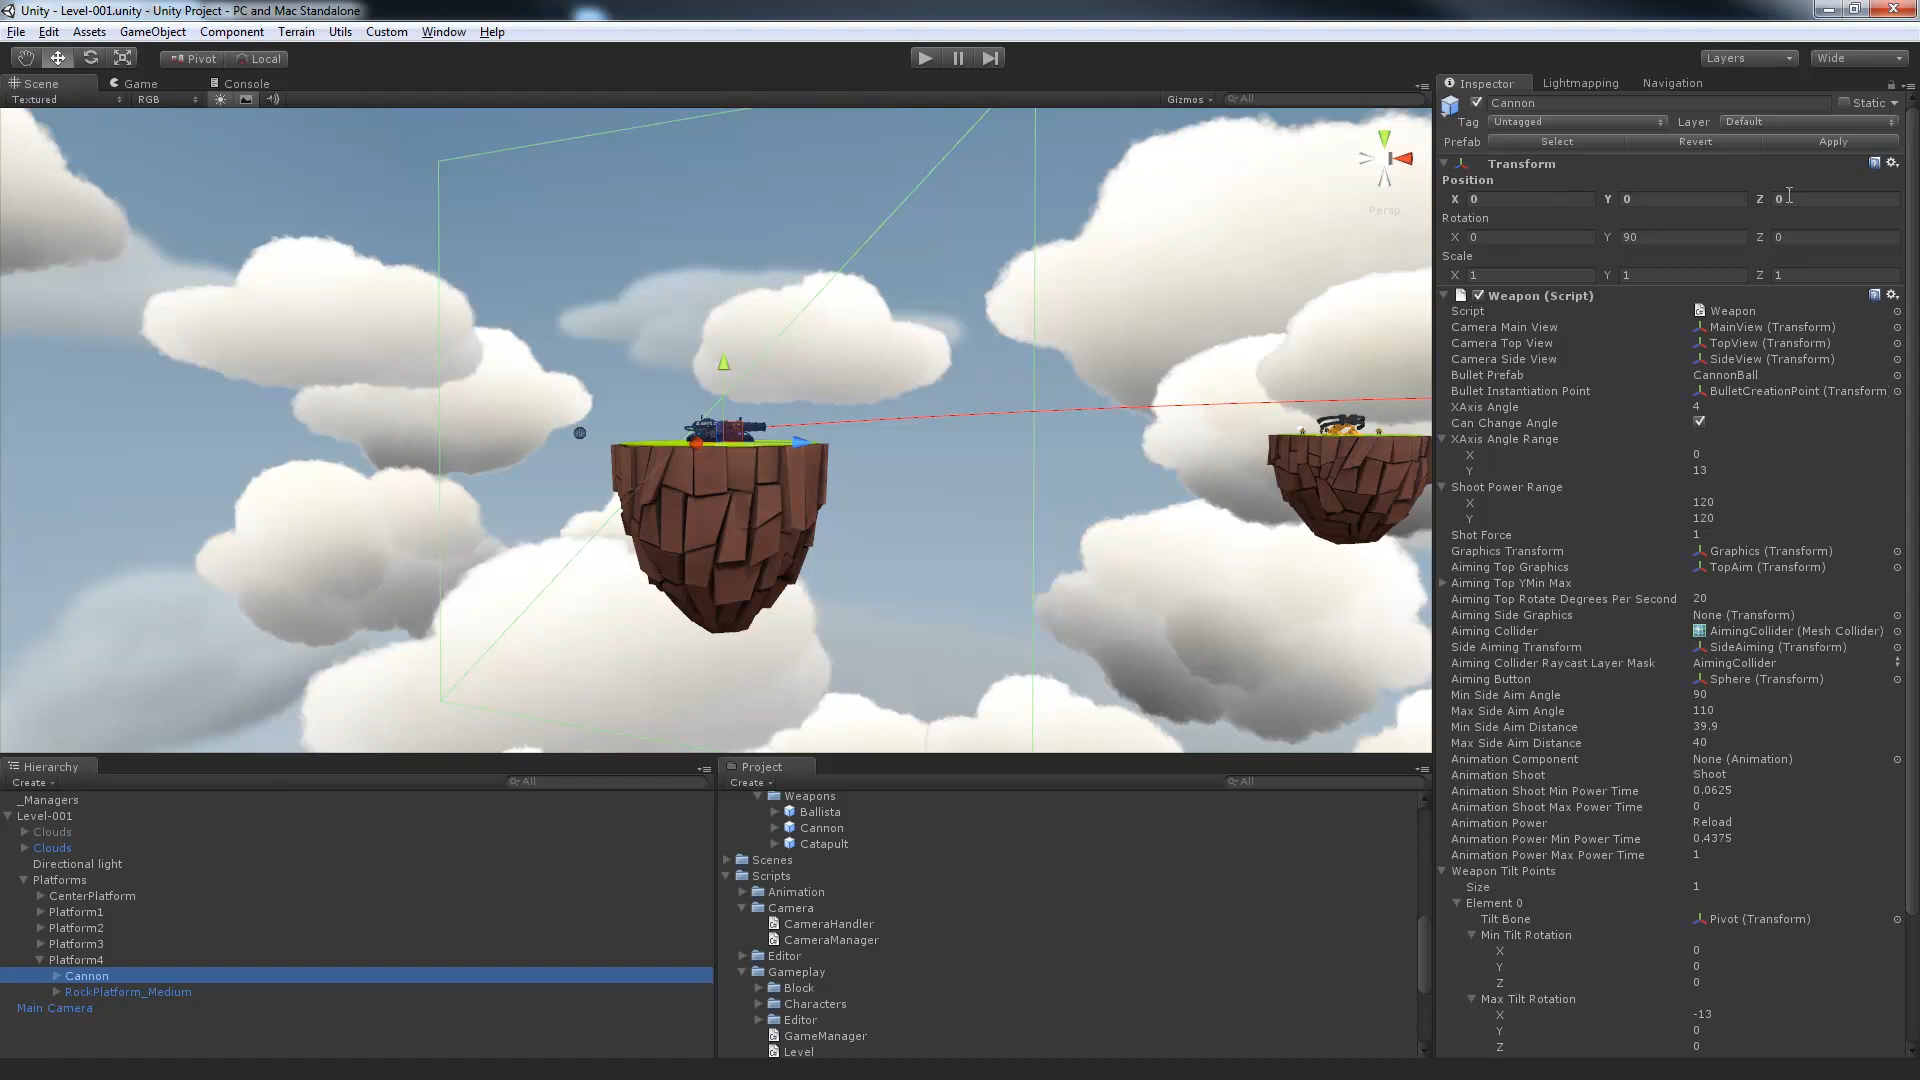 Unity - Level-001.unity - Unity Project - PC and Mac Standalone
File Edit Assets GameObject Component Terrain Utils Custom Window Help
Pivot Local
Layers Wide
Scene Game Console
Textured RGB
Gizmos All
Persp
Inspector Lightmapping Navigation
Cannon Static
Tag Untagged Layer Default
Prefab Select Revert Apply
Transform
Position
X 0 Y 0 Z 0
Rotation
X 0 Y 90 Z 0
Scale
X 1 Y 1 Z 1
Weapon (Script)
Script Weapon
Camera Main View MainView (Transform)
Camera Top View TopView (Transform)
Camera Side View SideView (Transform)
Bullet Prefab CannonBall
Bullet Instantiation Point BulletCreationPoint (Transform
XAxis Angle 4
Can Change Angle
XAxis Angle Range
X 0
Y 13
Shoot Power Range
X 120
Y 120
Shot Force 1
Graphics Transform Graphics (Transform)
Aiming Top Graphics TopAim (Transform)
Aiming Top YMin Max
Aiming Top Rotate Degrees Per Second 20
Aiming Side Graphics None (Transform)
Aiming Collider AimingCollider (Mesh Collider)
Side Aiming Transform SideAiming (Transform)
Aiming Collider Raycast Layer Mask AimingCollider
Aiming Button Sphere (Transform)
Min Side Aim Angle 90
Max Side Aim Angle 110
Min Side Aim Distance 39.9
Max Side Aim Distance 40
Animation Component None (Animation)
Animation Shoot Shoot
Animation Shoot Min Power Time 0.0625
Animation Shoot Max Power Time 0
Animation Power Reload
Animation Power Min Power Time 0.4375
Animation Power Max Power Time 1
Weapon Tilt Points
Size 1
Element 0
Tilt Bone Pivot (Transform)
Min Tilt Rotation
X 0
Y 0
Z 0
Max Tilt Rotation
X -13
Y 0
Z 0
Hierarchy
Create All
_Managers
Level-001
Clouds
Clouds
Directional light
Platforms
CenterPlatform
Platform1
Platform2
Platform3
Platform4
Cannon
RockPlatform_Medium
Main Camera
Project
Create All
Weapons
Ballista
Cannon
Catapult
Scenes
Scripts
Animation
Camera
CameraHandler
CameraManager
Editor
Gameplay
Block
Characters
Editor
GameManager
Level